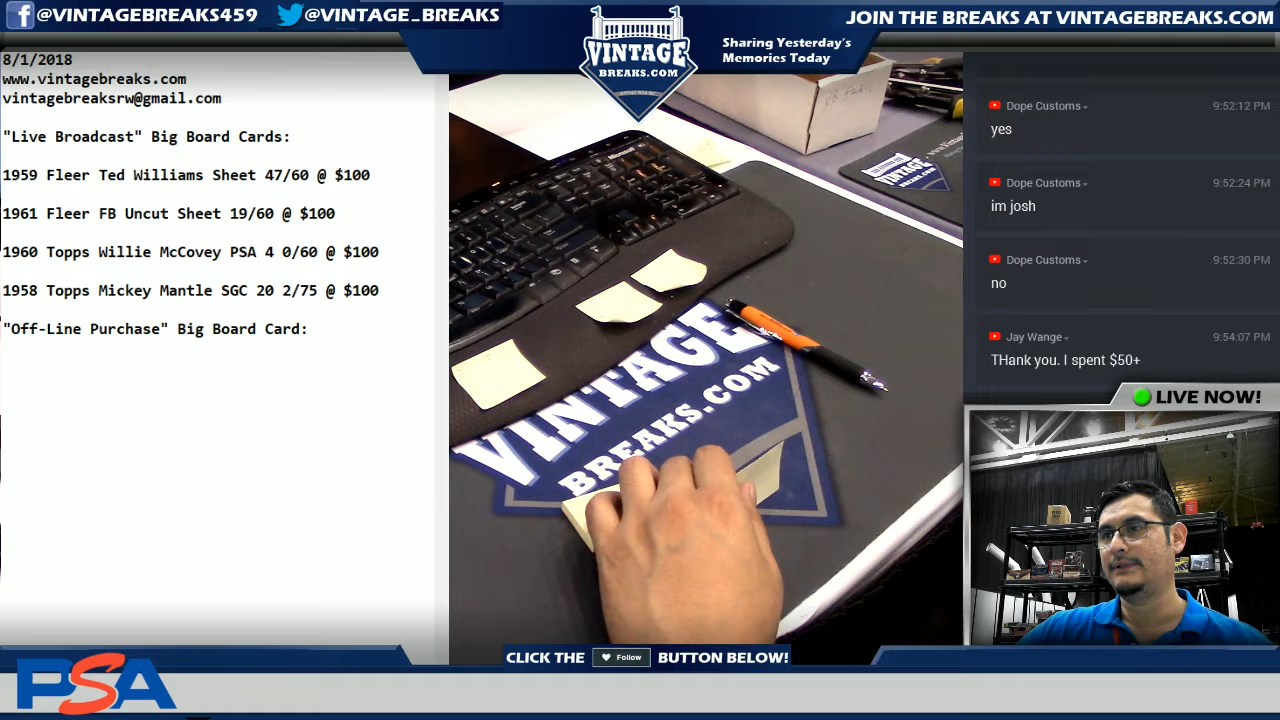 @VINTAGEBREAKS459
@VINTAGE_BREAKS
JOIN THE BREAKS AT VINTAGEBREAKS.COM
VINTAGE
BREAKS.COM
Sharing Yesterday's
Memories Today
8/1/2018
www.vintagebreaks.com
vintagebreaksrw@gmail.com
"Live Broadcast" Big Board Cards:
1959 Fleer Ted Williams Sheet 47/60 @ $100
1961 Fleer FB Uncut Sheet 19/60 @ $100
1960 Topps Willie McCovey PSA 4 0/60 @ $100
1958 Topps Mickey Mantle SGC 20 2/75 @ $100
"Off-Line Purchase" Big Board Card:
VINTAGE
BREAKS.COM
VINTAGE
BREAKS.COM
Microsoft
Dope Customs 9:52:12 PM
yes
Dope Customs 9:52:24 PM
im josh
Dope Customs 9:52:30 PM
no
Jay Wange 9:54:07 PM
THank you. I spent $50+
LIVE NOW!
CLICK THE Follow BUTTON BELOW!
PSA